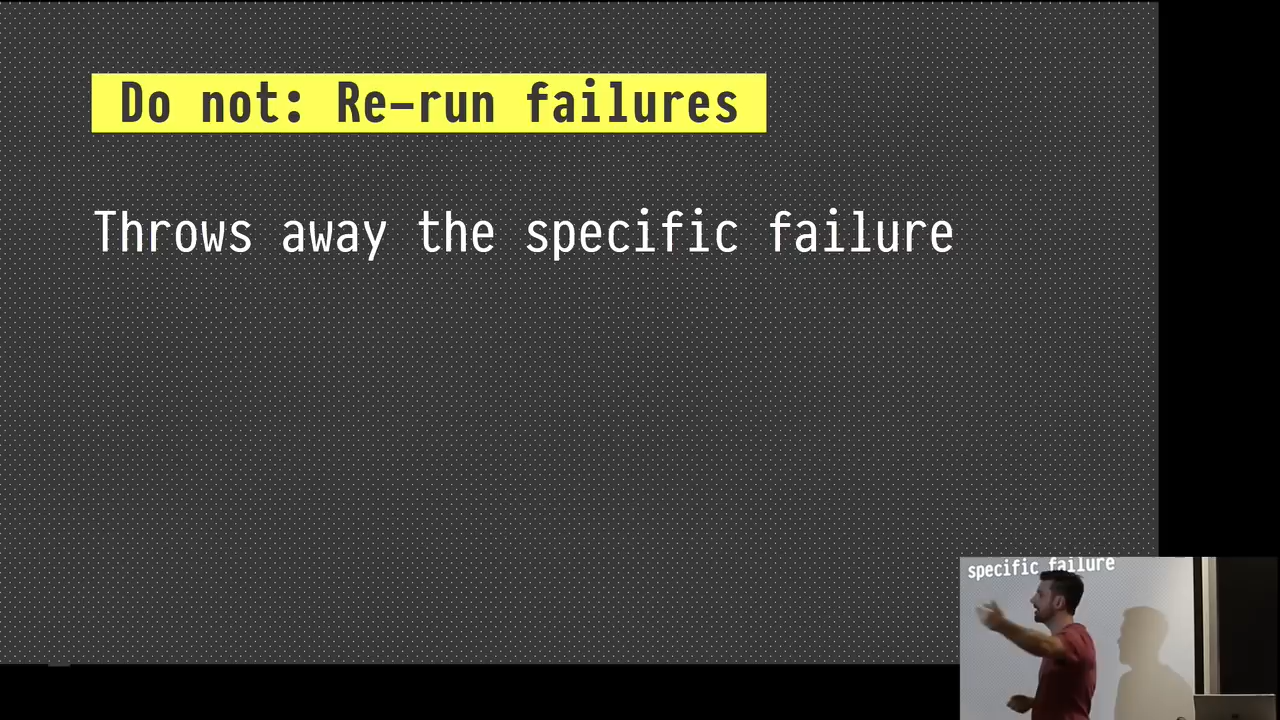 Do not: Re-run failures
Throws away the specific failure
specific failure